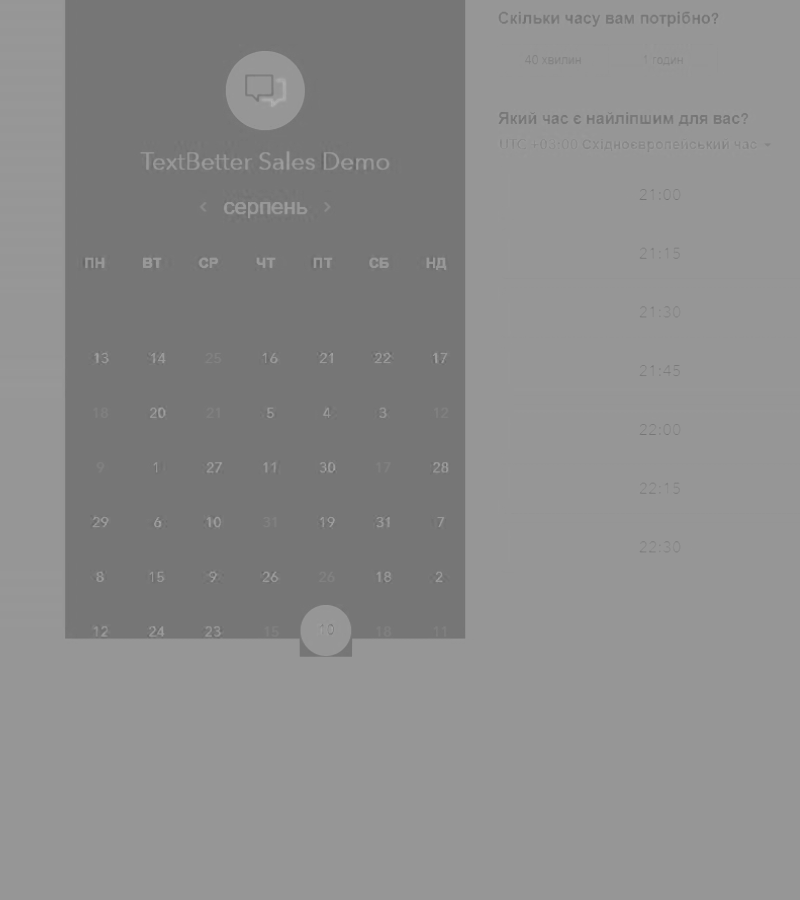 TextBetter Sales Demo
серпень
ПН ВТ СР ЧТ ПТ СБ НД
13 14 25 16 21 22 17
18 20 21 5 4 3 12
9 1 27 11 30 17 28
29 6 10 31 19 31 7
8 15 9 26 26 18 2
12 24 23 15 10 18 11
Скільки часу вам потрібно?
40 хвилин 1 годин
Який час є найліпшим для вас?
UTC +03:00 Східноєвропейський час
21:00
21:15
21:30
21:45
22:00
22:15
22:30